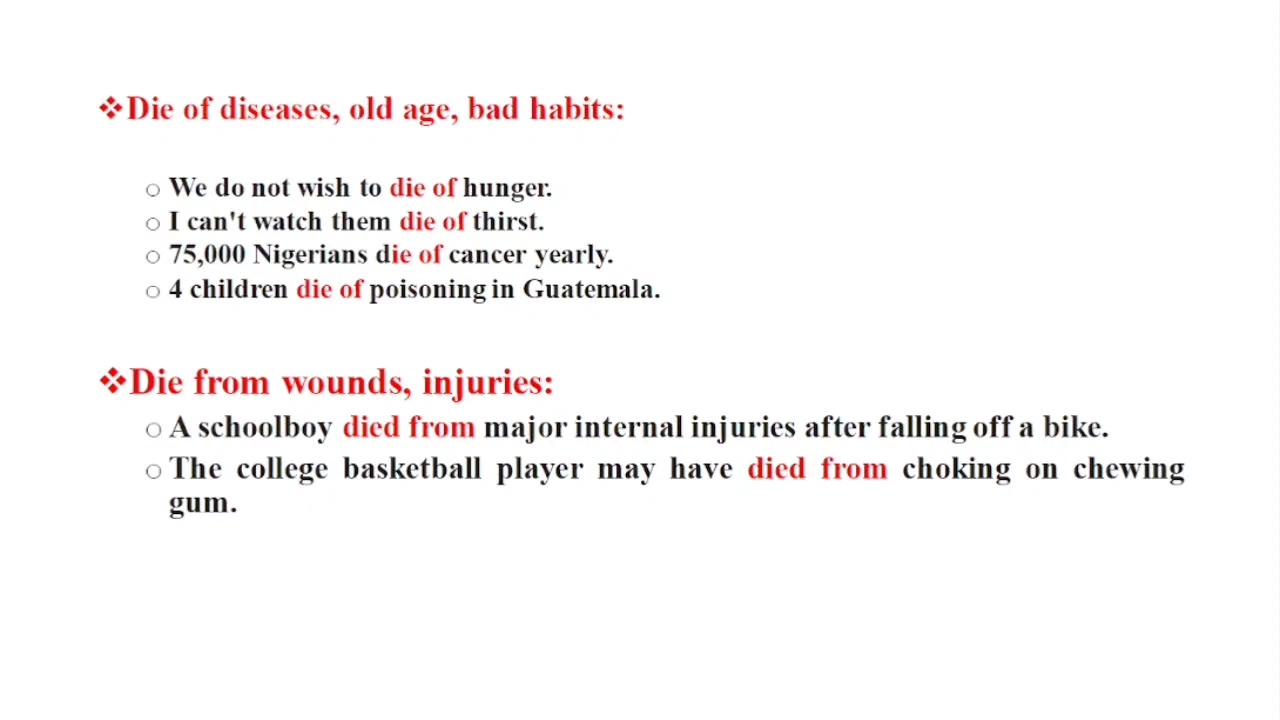 ❖Die of diseases, old age, bad habits:
○ We do not wish to die of hunger.
○ I can't watch them die of thirst.
○ 75,000 Nigerians die of cancer yearly.
○ 4 children die of poisoning in Guatemala.
❖Die from wounds, injuries:
○ A schoolboy died from major internal injuries after falling off a bike.
○ The college basketball player may have died from choking on chewing
gum.